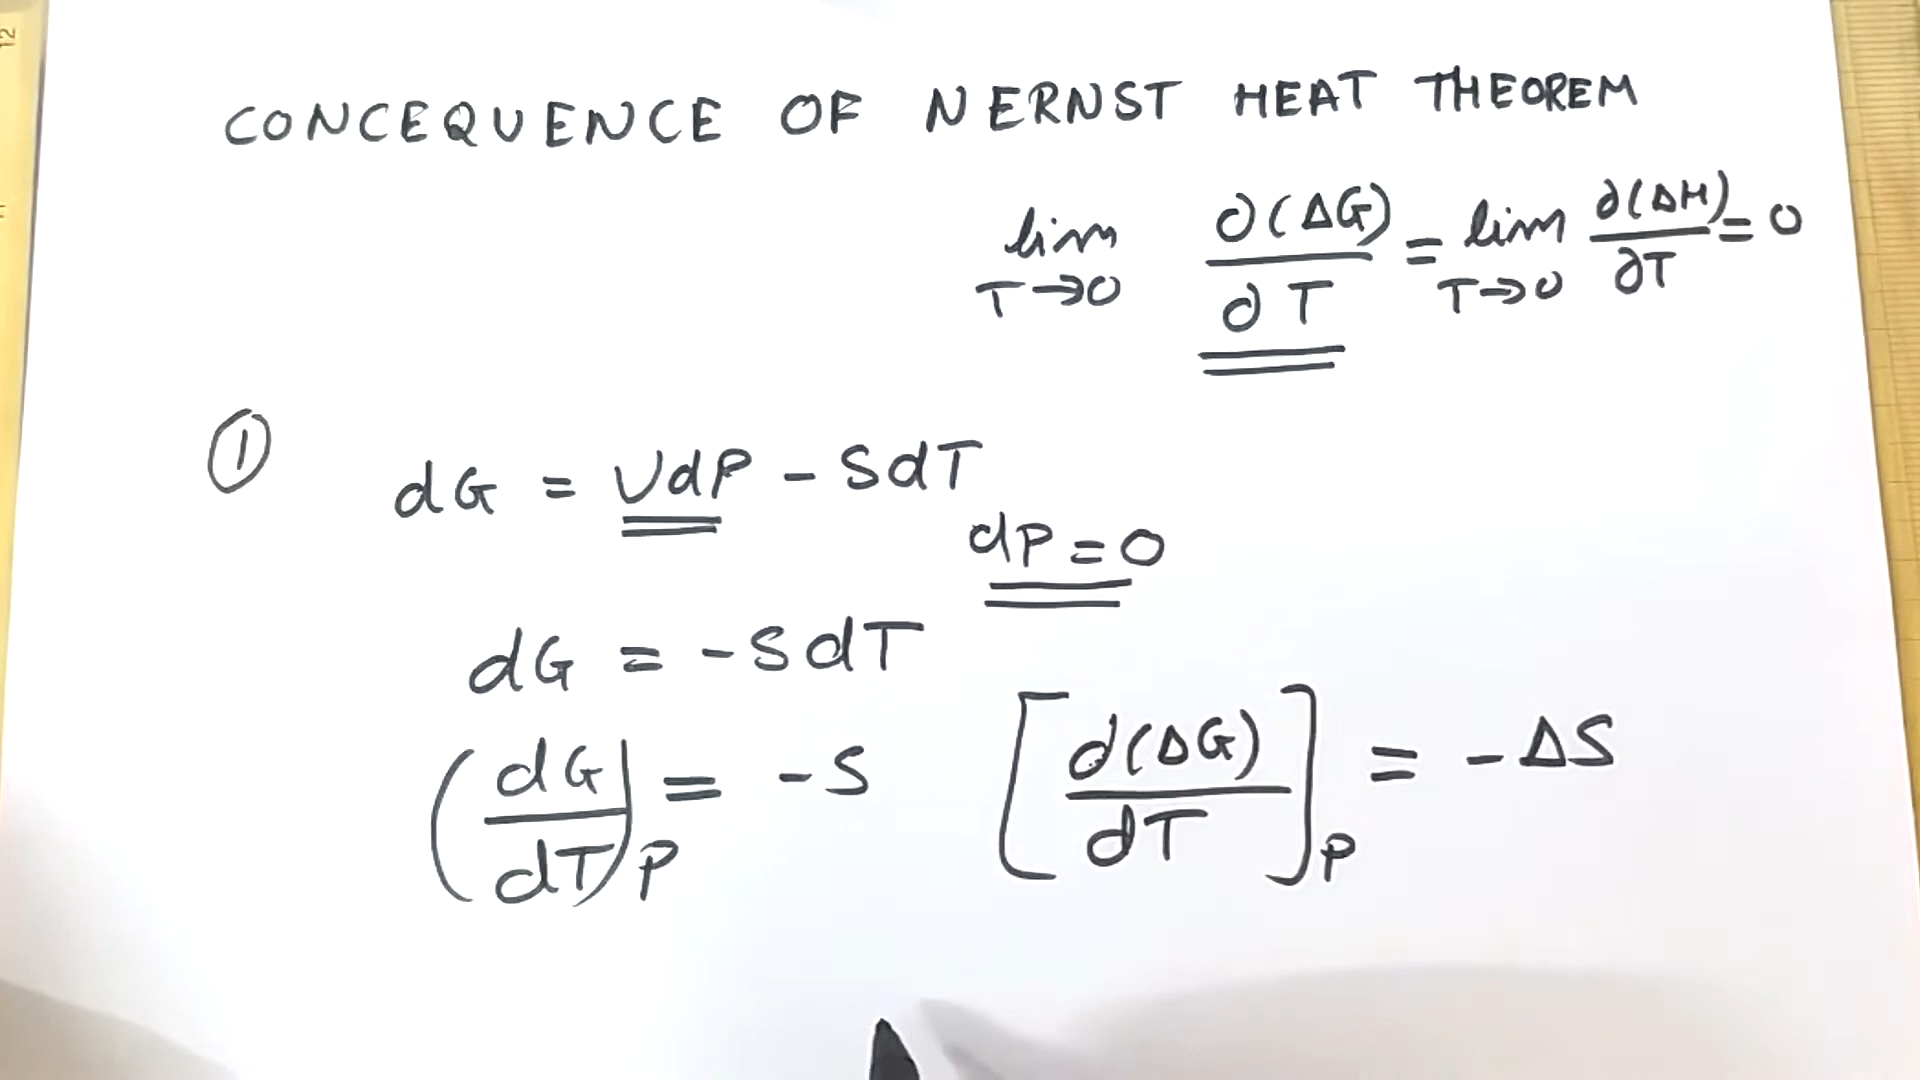 CONCEQUENCE OF NERNST HEAT THEOREM
lim T→0 ∂(ΔG)/∂T = lim T→0 ∂(ΔH)/∂T = 0
① dG = VdP - SdT
dP = 0
dG = -SdT
(dG/dT)P = -S [∂(ΔG)/dT]P = -ΔS
12